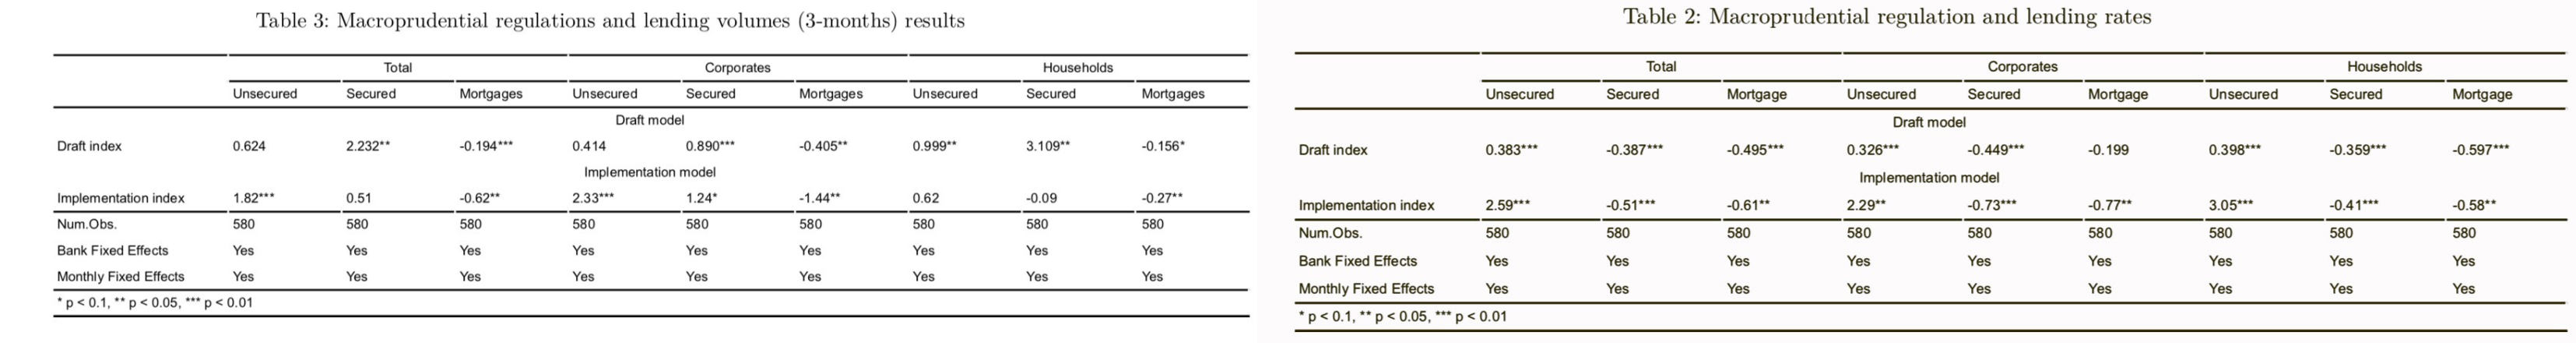 Table 3: Macroprudential regulations and lending volumes (3-months) results
Total Corporates Households
Unsecured Secured Mortgages Unsecured Secured Mortgages Unsecured Secured Mortgages
Draft model
Draft index 0.624 2.232** -0.194*** 0.414 0.890*** -0.405** 0.999** 3.109** -0.156*
Implementation model
Implementation index 1.82*** 0.51 -0.62** 2.33*** 1.24* -1.44** 0.62 -0.09 -0.27**
Num.Obs. 580 580 580 580 580 580 580 580 580
Bank Fixed Effects Yes Yes Yes Yes Yes Yes Yes Yes Yes
Monthly Fixed Effects Yes Yes Yes Yes Yes Yes Yes Yes Yes
* p < 0.1, ** p < 0.05, *** p < 0.01
Table 2: Macroprudential regulation and lending rates
Total Corporates Households
Unsecured Secured Mortgage Unsecured Secured Mortgage Unsecured Secured Mortgage
Draft model
Draft index 0.383*** -0.387*** -0.495*** 0.326*** -0.449*** -0.199 0.398*** -0.359*** -0.597***
Implementation model
Implementation index 2.59*** -0.51*** -0.61** 2.29** -0.73*** -0.77** 3.05*** -0.41*** -0.58**
Num.Obs. 580 580 580 580 580 580 580 580 580
Bank Fixed Effects Yes Yes Yes Yes Yes Yes Yes Yes Yes
Monthly Fixed Effects Yes Yes Yes Yes Yes Yes Yes Yes Yes
* p < 0.1, ** p < 0.05, *** p < 0.01